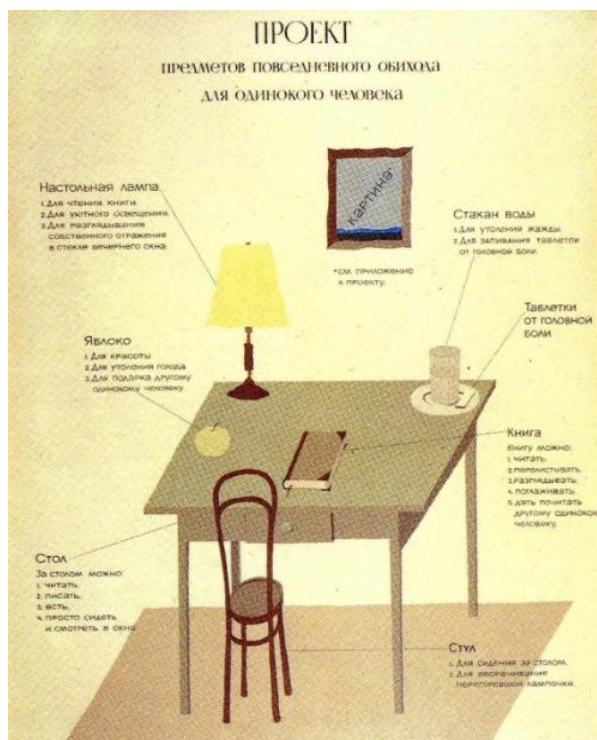 ПРОЕКТ
ПРЕДМЕТОВ ПОВСЕДНЕВНОГО ОБИХОДА
ДЛЯ ОДИНОКОГО ЧЕЛОВЕКА
картина*
*см. приложение
к проекту.
Настольная лампа
1. Для чтения книги.
2. Для уютного освещения.
3. Для разглядывания
собственного отражения
в стекле вечернего окна.
Стакан воды
1. Для утоления жажды.
2. Для запивания таблеток
от головной боли.
Таблетки
от головной
боли
Яблоко
1. Для красоты
2. Для утоления голода
3. Для подарка другому
одинокому человеку.
Книга
Книгу можно:
1. читать,
2. перелистывать,
3. разглядывать,
4. поглаживать,
5. дать почитать
другому одинокому
человеку.
Стол
За столом можно:
1. читать,
2. писать,
3. есть,
4. просто сидеть
и смотреть в окно
Стул
1. Для сидения за столом.
2. Для вворачивания
перегоревшей лампочки.